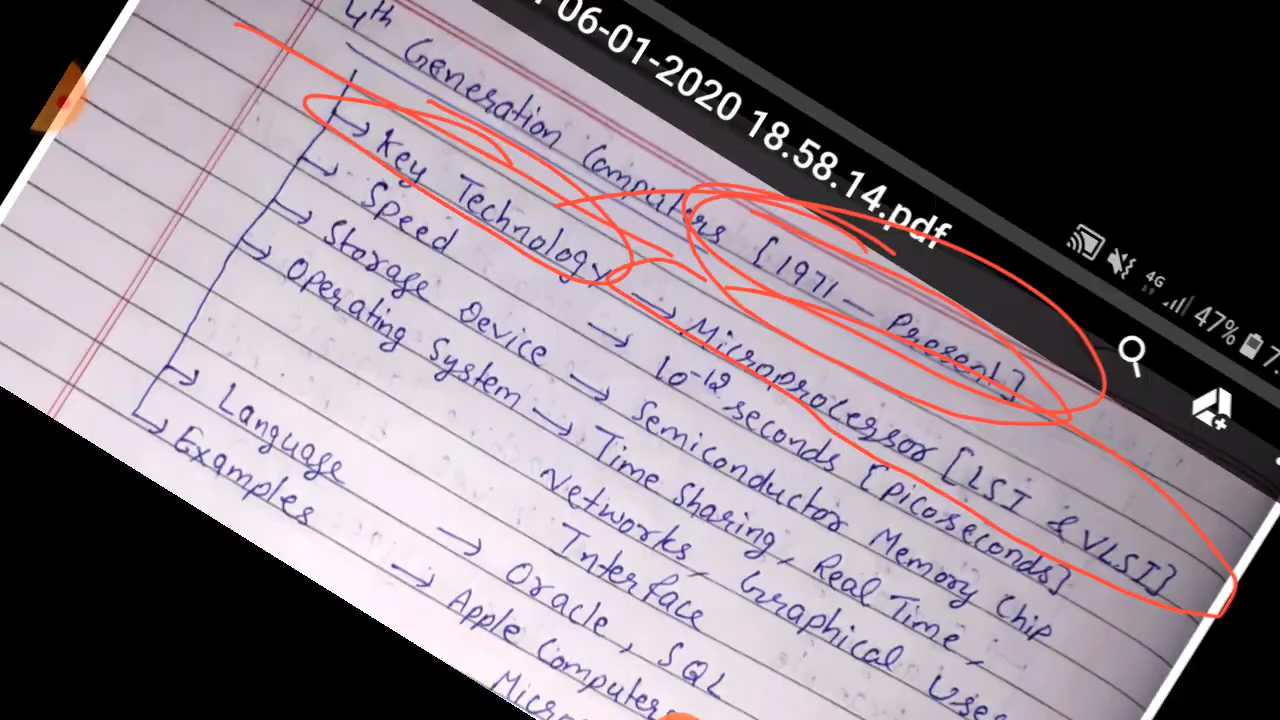 06-01-2020 18.58.14.pdf
4G 47%
4th Generation Computers [1971 – Present]
→ Key Technology → Microprocessor [LSI & VLSI]
→ Speed → 10-12 seconds [picoseconds]
→ Storage Device → Semiconductor Memory Chip
→ Operating System → Time Sharing, Real Time,
Networks, Graphical User
Interface
→ Language → Oracle, SQL
→ Examples → Apple Computer